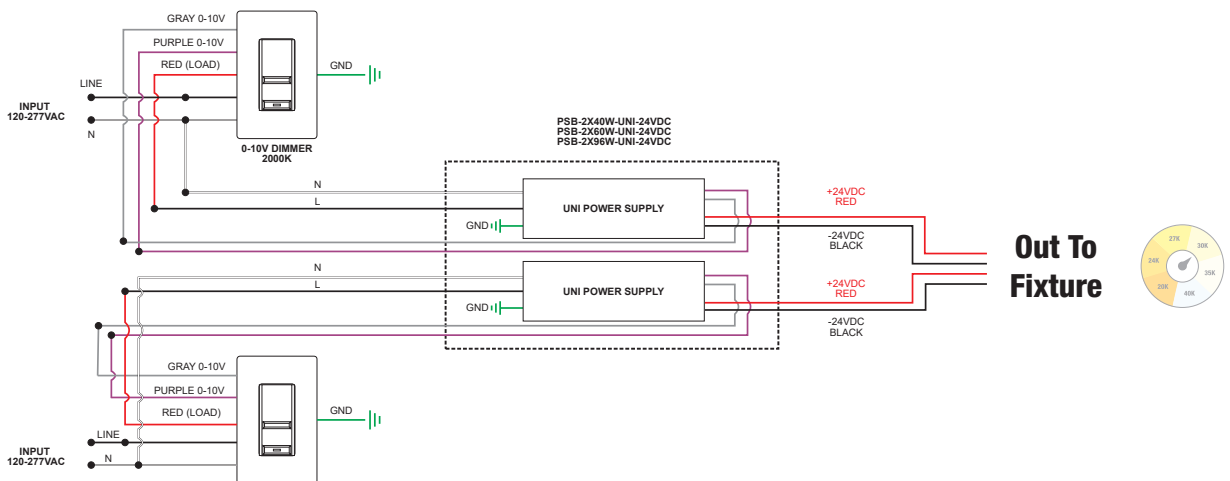 GRAY 0-10V
PURPLE 0-10V
RED (LOAD)
GND
LINE
INPUT
120-277VAC
N
0-10V DIMMER
2000K
PSB-2X40W-UNI-24VDC
PSB-2X60W-UNI-24VDC
PSB-2X96W-UNI-24VDC
N
L
GND
UNI POWER SUPPLY
+24VDC
RED
-24VDC
BLACK
N
L
GND
UNI POWER SUPPLY
+24VDC
RED
-24VDC
BLACK
Out To
Fixture
27K
30K
24K
35K
20K
40K
GRAY 0-10V
PURPLE 0-10V
RED (LOAD)
GND
LINE
INPUT
120-277VAC
N